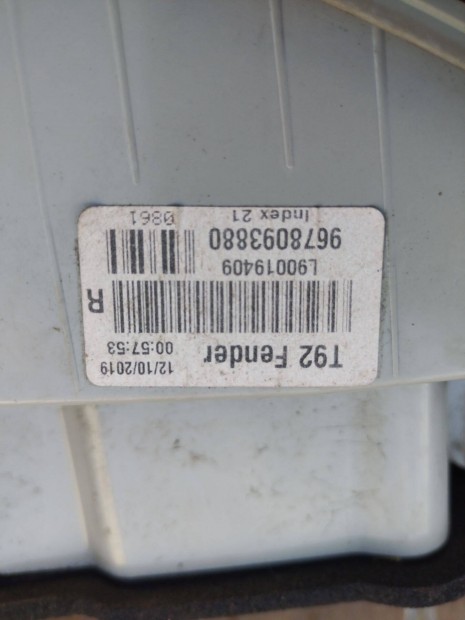 T92 Fender 12/10/2019
00:57:53
R
L90019409
9678093880
Index 21 0861